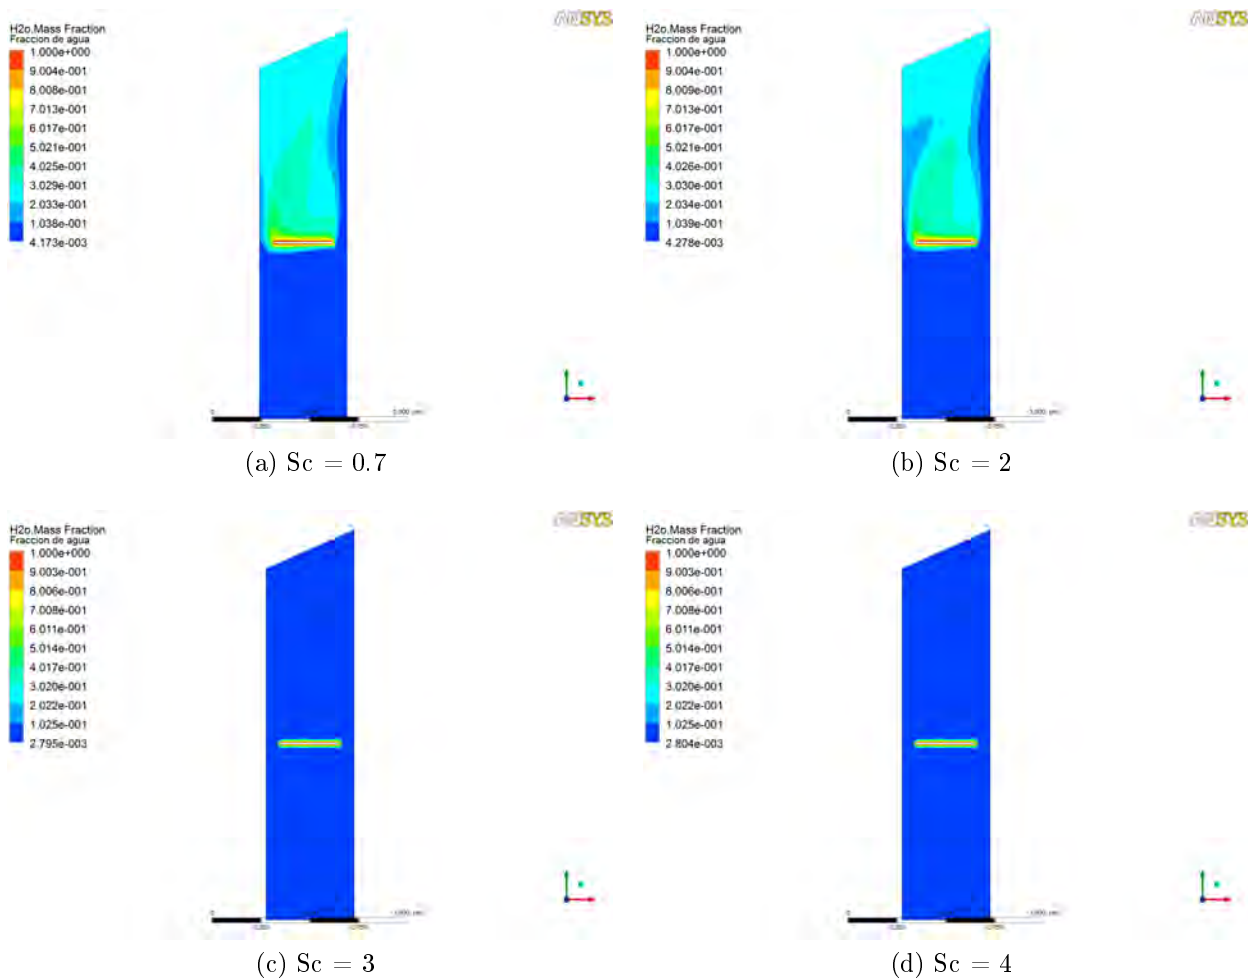 H2o.Mass Fraction
Fraccion de agua
1.000e+000
9.004e-001
8.008e-001
7.013e-001
6.017e-001
5.021e-001
4.025e-001
3.029e-001
2.033e-001
1.038e-001
4.173e-003
ANSYS
0
(a) Sc = 0.7
H2o.Mass Fraction
Fraccion de agua
1.000e+000
9.004e-001
8.009e-001
7.013e-001
6.017e-001
5.021e-001
4.026e-001
3.030e-001
2.034e-001
1.039e-001
4.278e-003
ANSYS
0
(b) Sc = 2
H2o.Mass Fraction
Fraccion de agua
1.000e+000
9.003e-001
8.006e-001
7.008e-001
6.011e-001
5.014e-001
4.017e-001
3.020e-001
2.022e-001
1.025e-001
2.795e-003
ANSYS
0
(c) Sc = 3
H2o.Mass Fraction
Fraccion de agua
1.000e+000
9.003e-001
8.006e-001
7.008e-001
6.011e-001
5.014e-001
4.017e-001
3.020e-001
2.022e-001
1.025e-001
2.804e-003
ANSYS
0
(d) Sc = 4